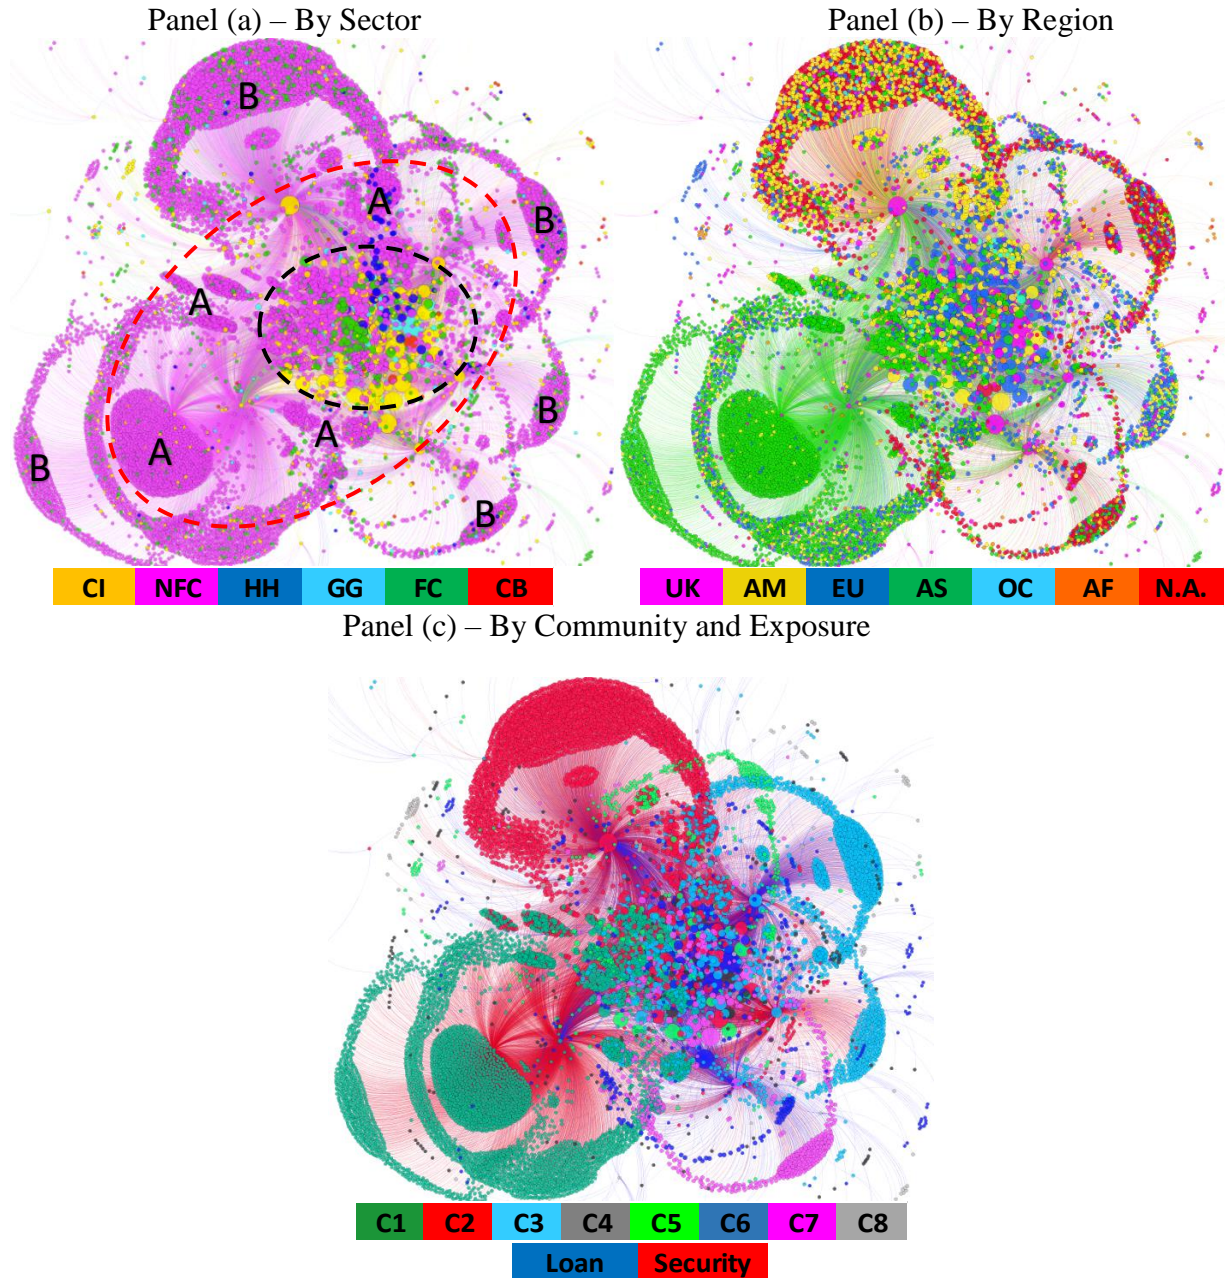 Panel (a) – By Sector
Panel (b) – By Region
B
A
B
A
B
A
A
B
B
CI NFC HH GG FC CB
UK AM EU AS OC AF N.A.
Panel (c) – By Community and Exposure
C1 C2 C3 C4 C5 C6 C7 C8
Loan Security